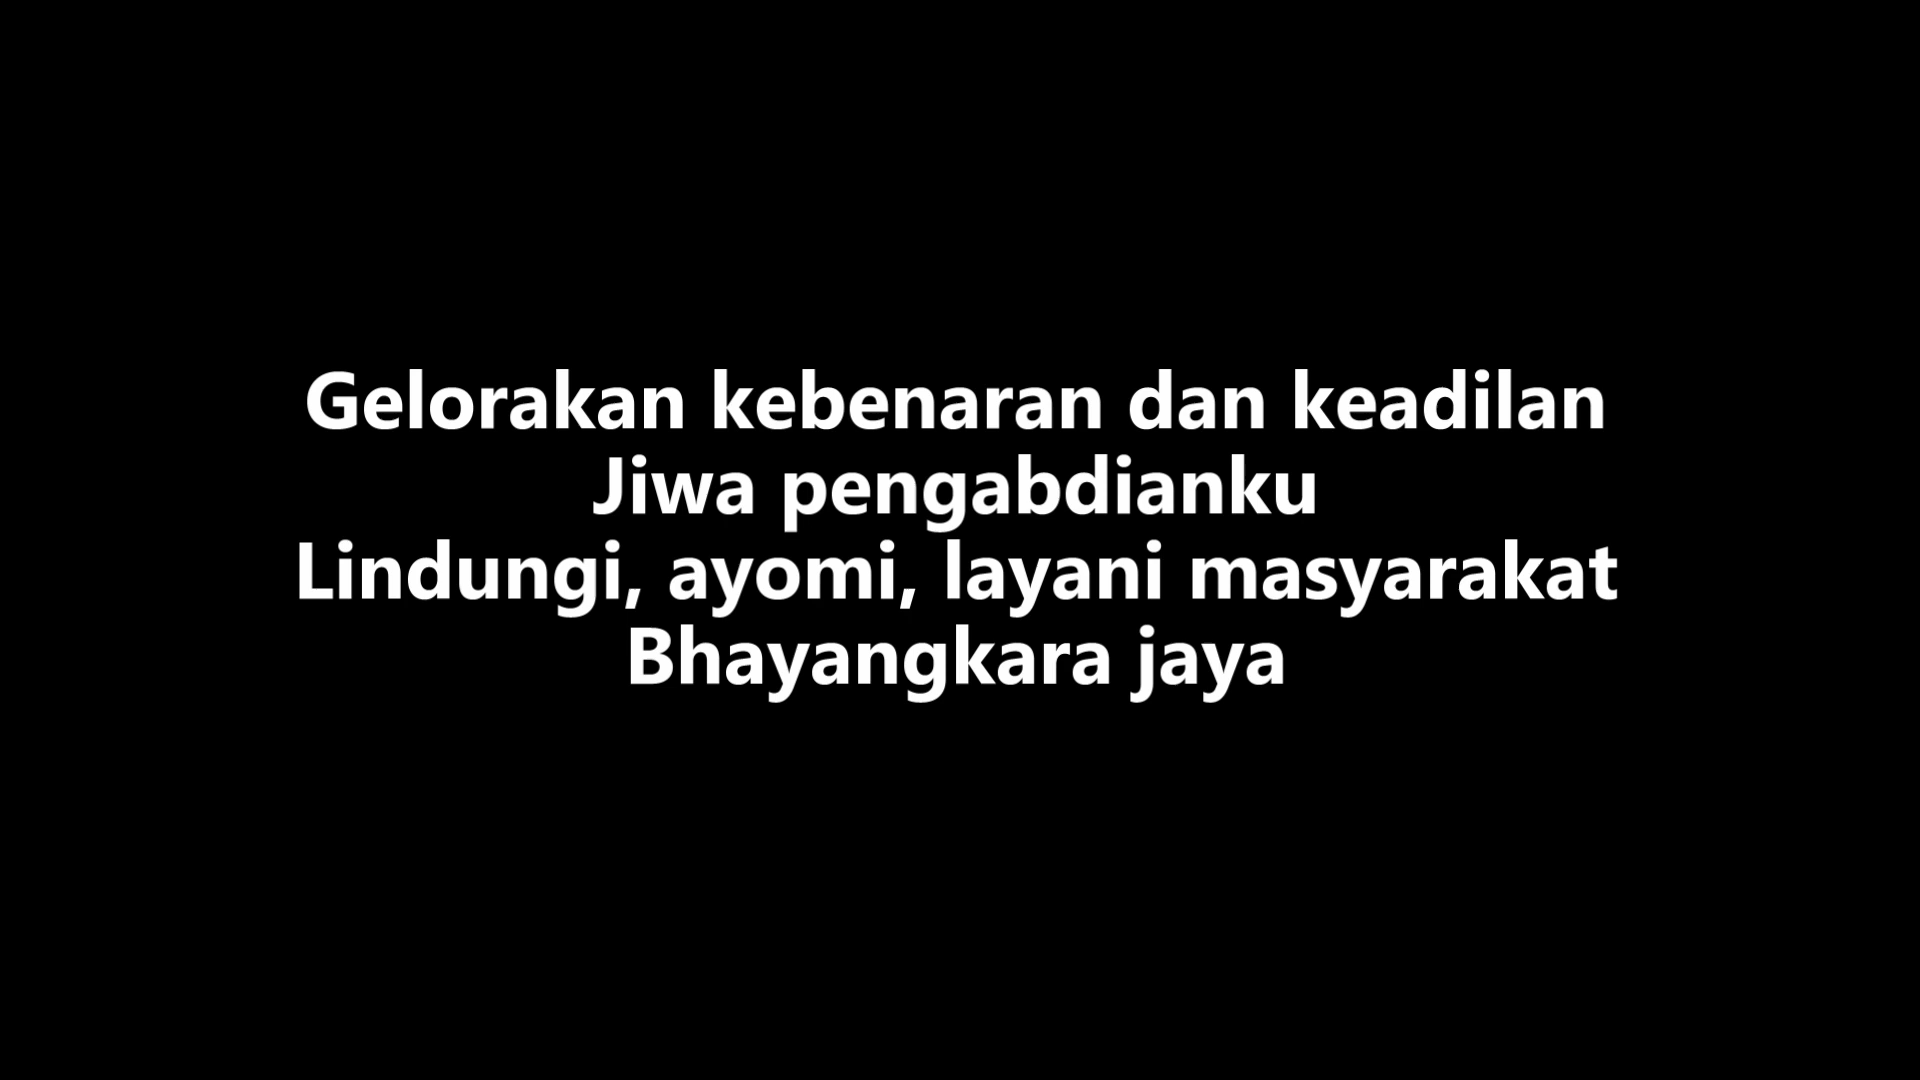 Gelorakan kebenaran dan keadilan
Jiwa pengabdianku
Lindungi, ayomi, layani masyarakat
Bhayangkara jaya